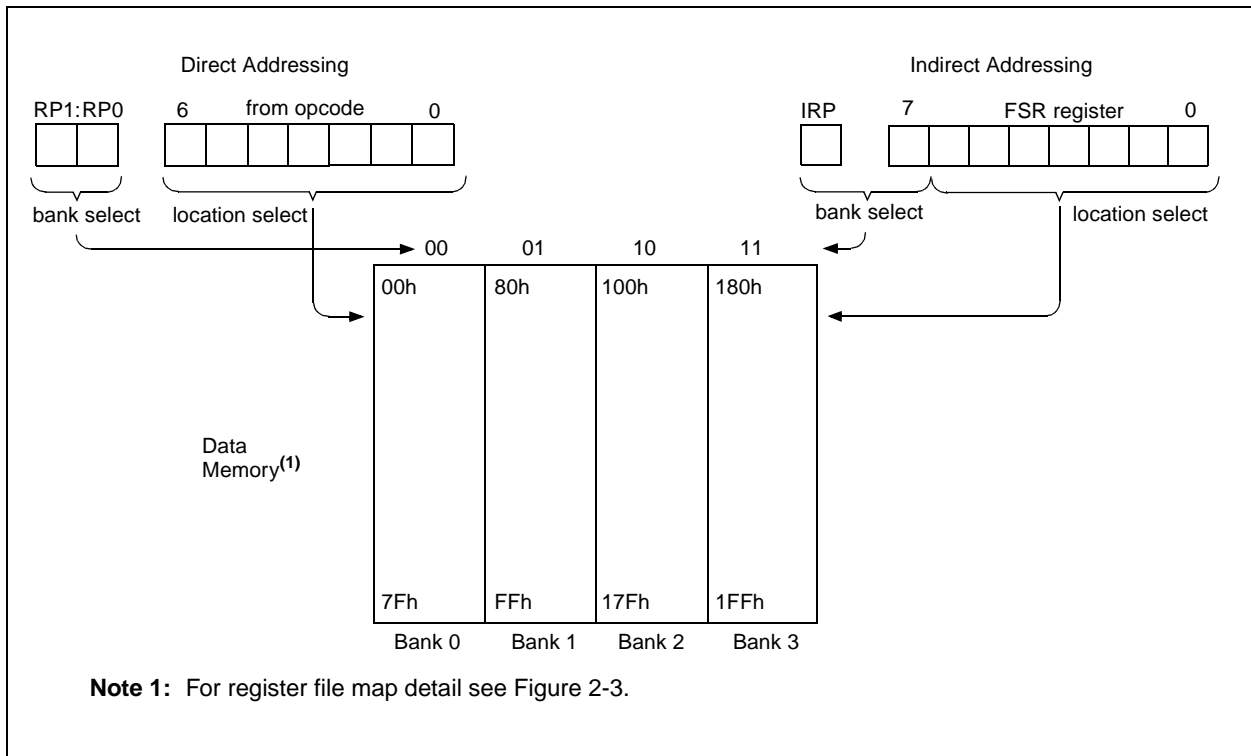 Direct Addressing
Indirect Addressing
RP1:RP0
6
from opcode
0
IRP
7
FSR register
0
bank select
location select
bank select
location select
00
01
10
11
00h
80h
100h
180h
Data
Memory(1)
7Fh
FFh
17Fh
1FFh
Bank 0
Bank 1
Bank 2
Bank 3
Note 1: For register file map detail see Figure 2-3.